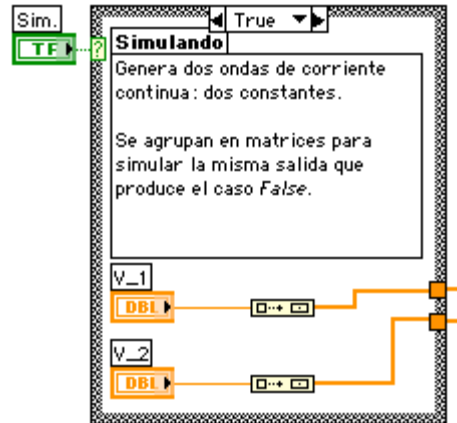 Sim.
True
TF
?
Simulando
Genera dos ondas de corriente
continua: dos constantes.
Se agrupan en matrices para
simular la misma salida que
produce el caso False.
V_1
DBL
V_2
DBL